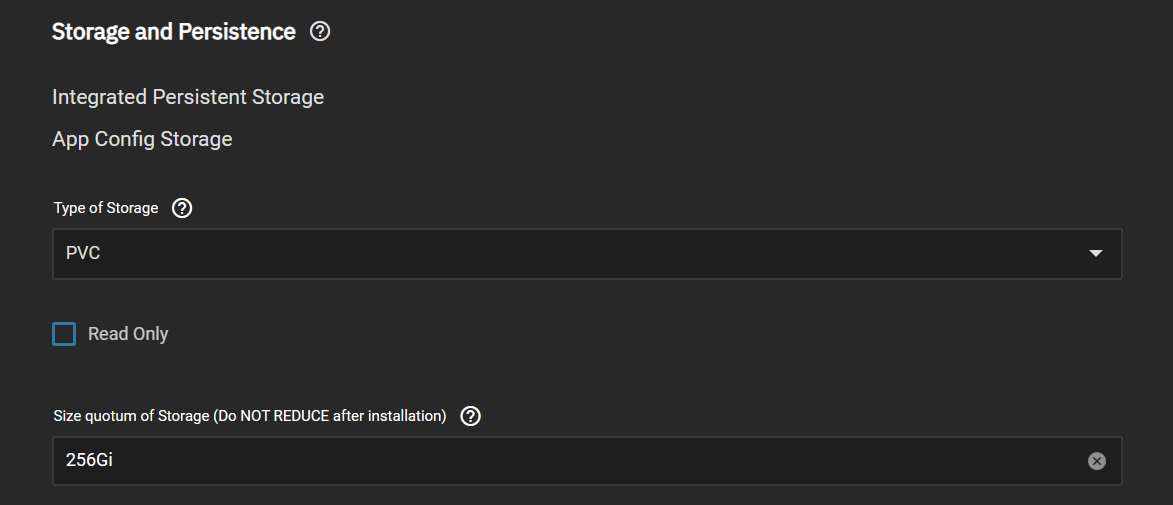 Storage and Persistence
Integrated Persistent Storage
App Config Storage
Type of Storage
PVC
Read Only
Size quotum of Storage (Do NOT REDUCE after installation)
256Gi